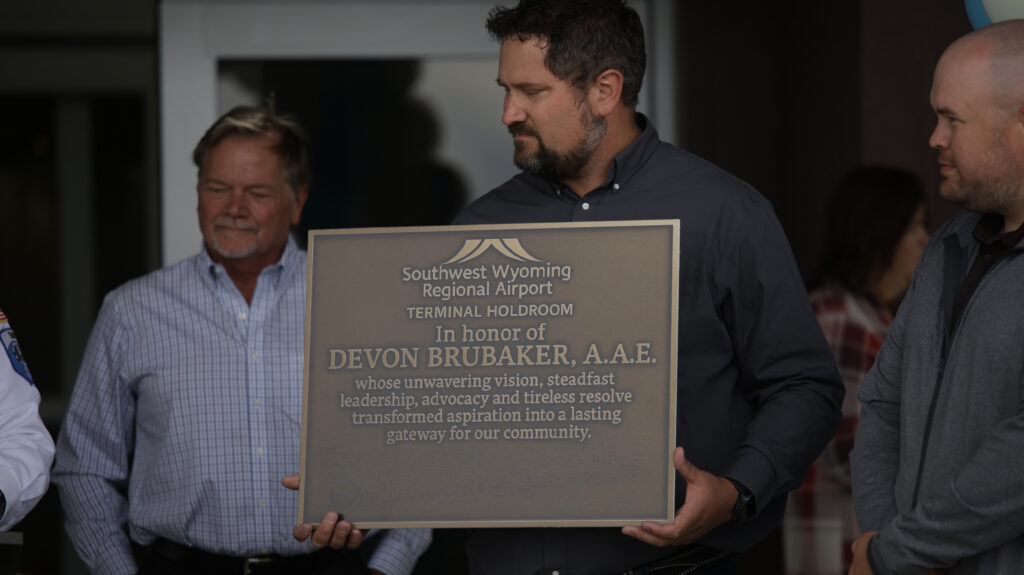 Southwest Wyoming
Regional Airport
TERMINAL HOLDROOM
In honor of
DEVON BRUBAKER, A.A.E.
whose unwavering vision, steadfast
leadership, advocacy and tireless resolve
transformed aspiration into a lasting
gateway for our community.